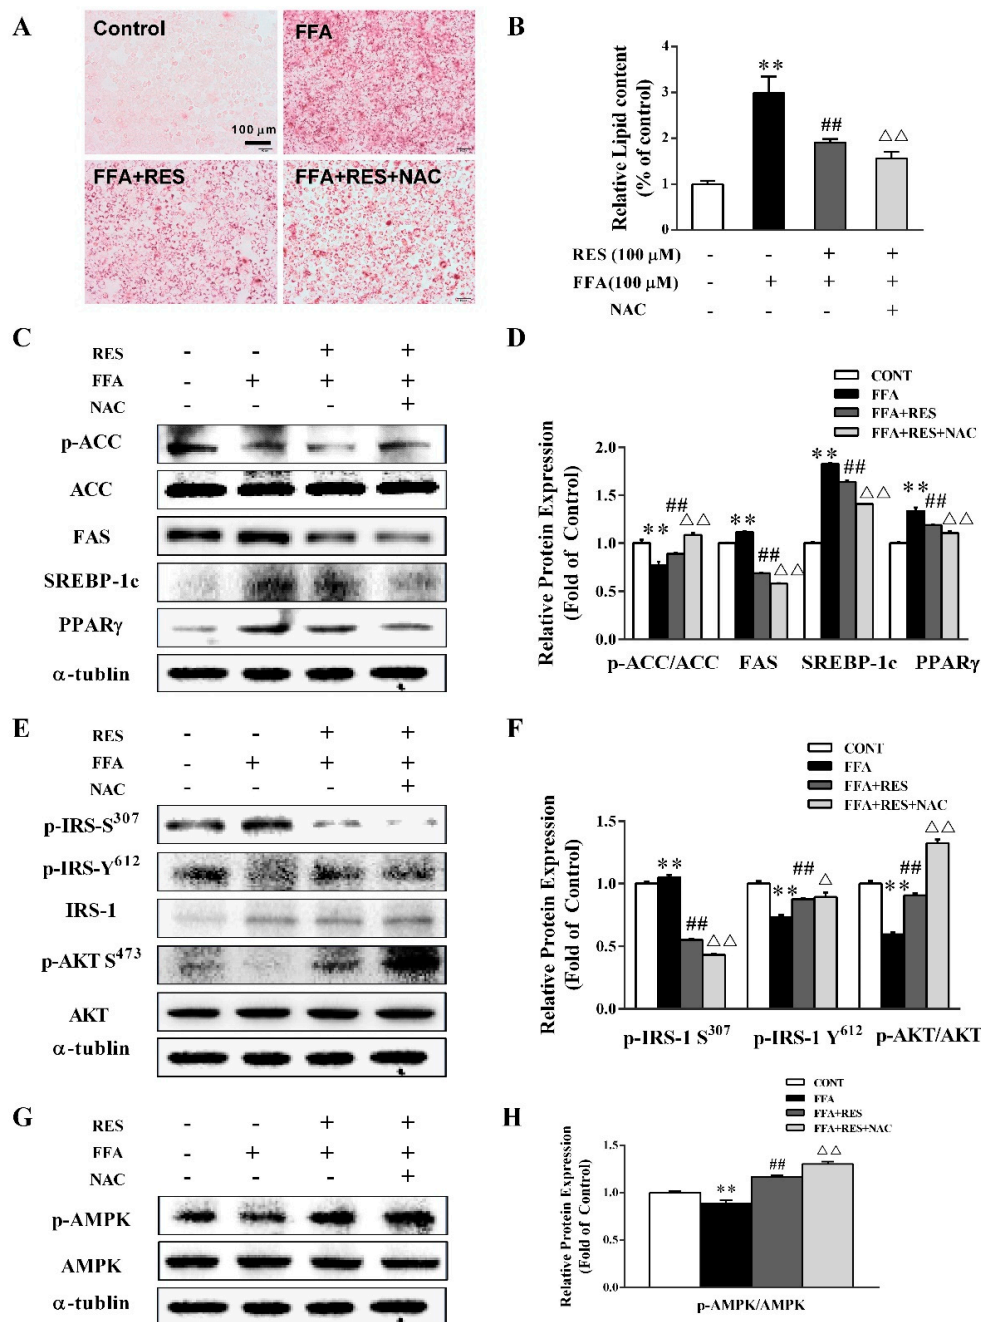 A
Control
FFA
100 μm
FFA+RES
FFA+RES+NAC
B
Relative Lipid content
(% of control)
4
3
2
1
0
**
##
△△
RES (100 μM) - - + +
FFA(100 μM) - + + +
NAC - - - +
C
RES - - + +
FFA - + + +
NAC - - - +
p-ACC
ACC
FAS
SREBP-1c
PPARγ
α-tublin
D
CONT
FFA
FFA+RES
FFA+RES+NAC
Relative Protein Expression
(Fold of Control)
2.0
1.5
1.0
0.5
0.0
** ## △△
** ## △△
** ## △△
** ## △△
p-ACC/ACC FAS SREBP-1c PPARγ
E
RES - - + +
FFA - + + +
NAC - - - +
p-IRS-S307
p-IRS-Y612
IRS-1
p-AKT S473
AKT
α-tublin
F
CONT
FFA
FFA+RES
FFA+RES+NAC
Relative Protein Expression
(Fold of Control)
1.5
1.0
0.5
0.0
** ## △△
** ## △
** ## △△
p-IRS-1 S307 p-IRS-1 Y612 p-AKT/AKT
G
RES - - + +
FFA - + + +
NAC - - - +
p-AMPK
AMPK
α-tublin
H
CONT
FFA
FFA+RES
FFA+RES+NAC
Relative Protein Expression
(Fold of Control)
1.5
1.0
0.5
0.0
** ## △△
p-AMPK/AMPK